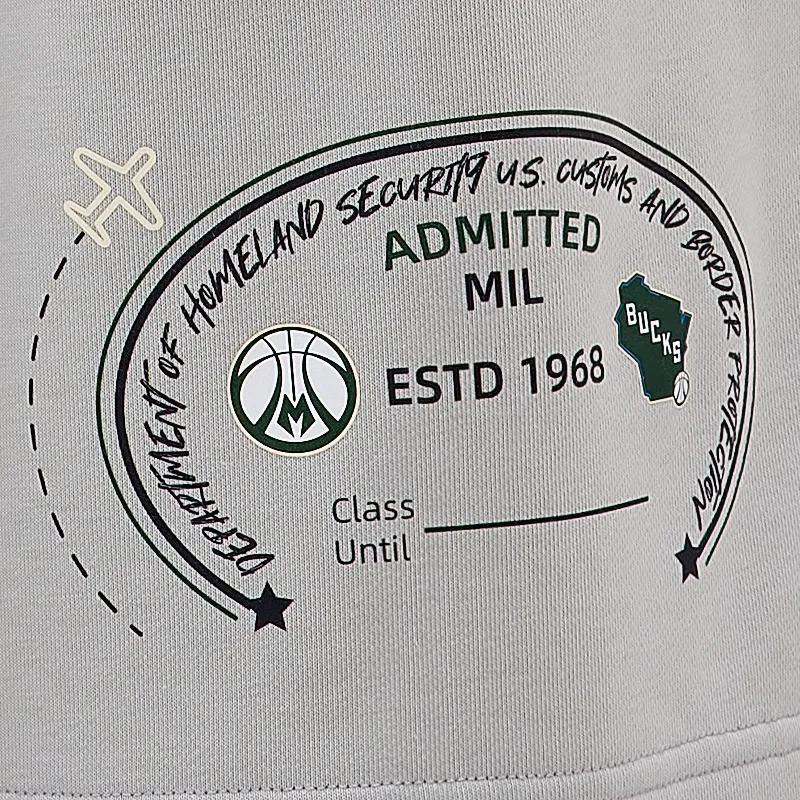 DEPARTMENT OF HOMELAND SECURITY U.S. CUSTOMS AND BORDER PROTECTION
ADMITTED
MIL
BUCKS
M
ESTD 1968
Class
Until